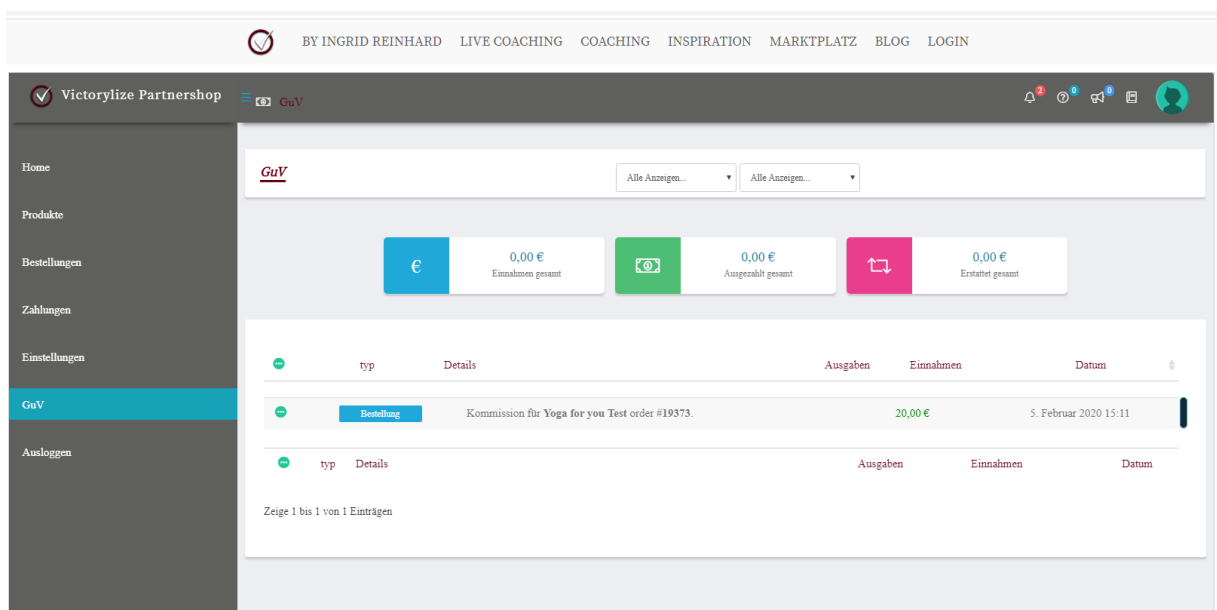 BY INGRID REINHARD LIVE COACHING COACHING INSPIRATION MARKTPLATZ BLOG LOGIN
Victorylize Partnershop GuV 2 0 0
Home
Produkte
Bestellungen
Zahlungen
Einstellungen
GuV
Ausloggen
GuV Alle Anzeigen... Alle Anzeigen...
€ 0,00 € 0,00 € 0,00 €
Einnahmen gesamt Ausgezahlt gesamt Erstattet gesamt
typ Details Ausgaben Einnahmen Datum
Bestellung Kommission für Yoga for you Test order #19373. 20,00 € 5. Februar 2020 15:11
typ Details Ausgaben Einnahmen Datum
Zeige 1 bis 1 von 1 Einträgen